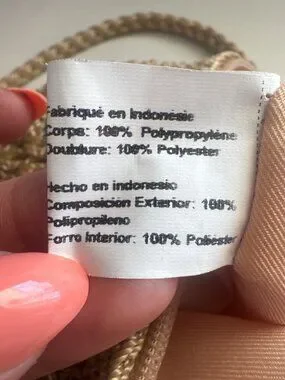 Fabriqué en Indonésie
Corps: 100% Polypropylène
Doublure: 100% Polyester
Hecho en indonesio
Composicion Exterior: 100%
Polipropileno
Forro Interior: 100% Poliéster